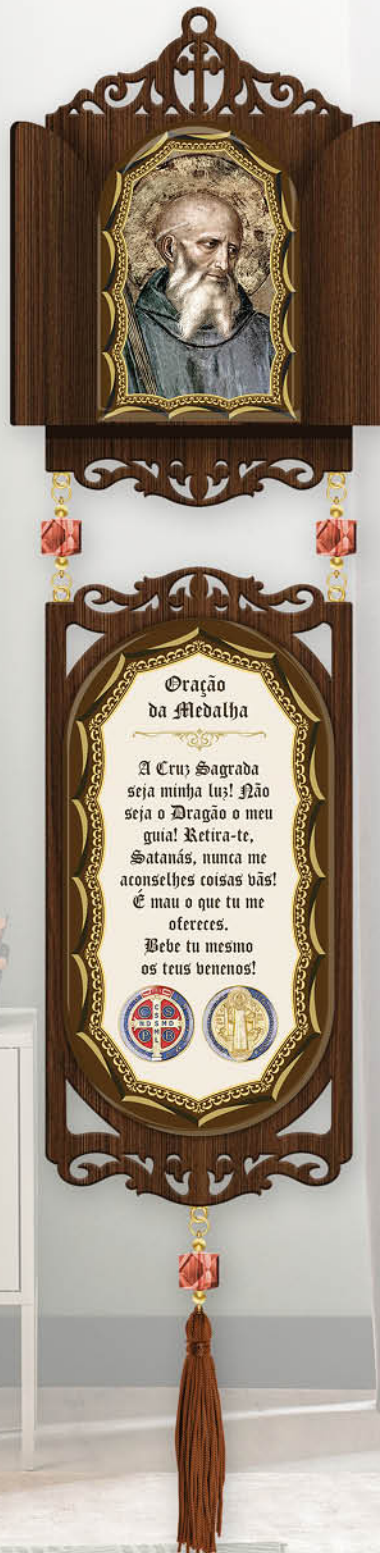 Oração
da Medalha
A Cruz Sagrada
seja minha luz! Não
seja o Dragão o meu
guia! Retira-te,
Satanás, nunca me
aconselhes coisas vãs!
É mau o que tu me
ofereces.
Bebe tu mesmo
os teus venenos!
C S
C
S
N D S M D
M
L
P B